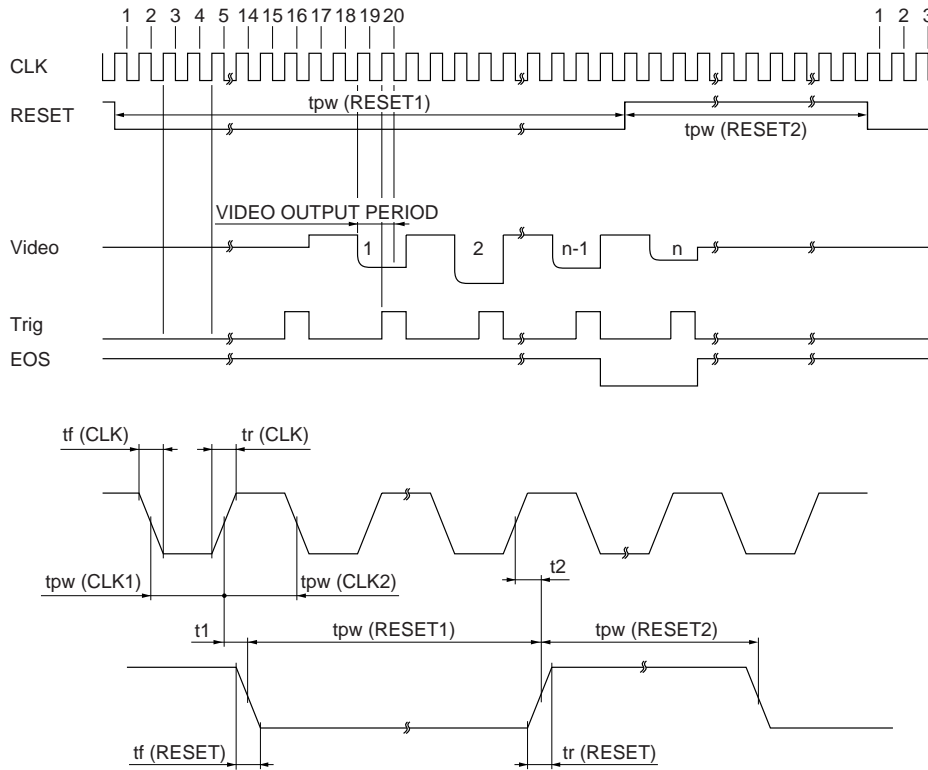 1 2 3 4 5 14 15 16 17 18 19 20 1 2 3
CLK
RESET
tpw (RESET1)
tpw (RESET2)
VIDEO OUTPUT PERIOD
Video
1 2 n-1 n
Trig
EOS
tf (CLK) tr (CLK)
t2
tpw (CLK1) tpw (CLK2)
t1 tpw (RESET1) tpw (RESET2)
tf (RESET) tr (RESET)